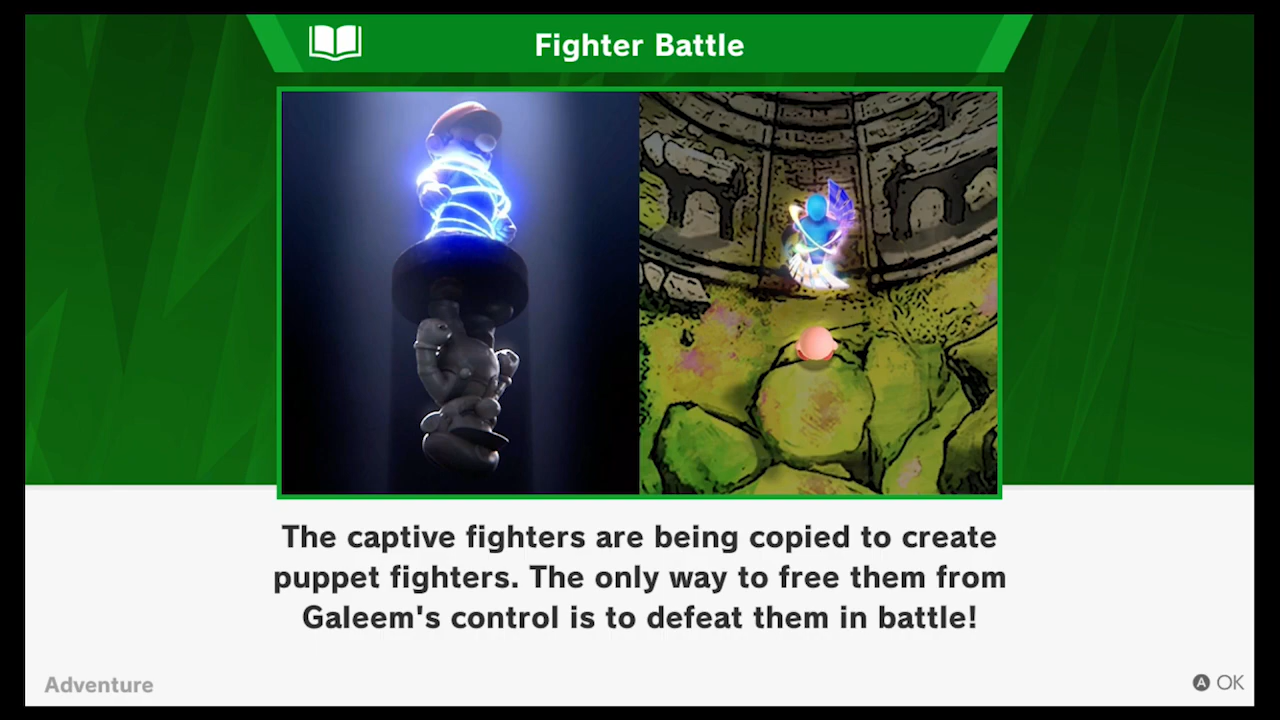 Fighter Battle
The captive fighters are being copied to create
puppet fighters. The only way to free them from
Galeem's control is to defeat them in battle!
Adventure
A OK